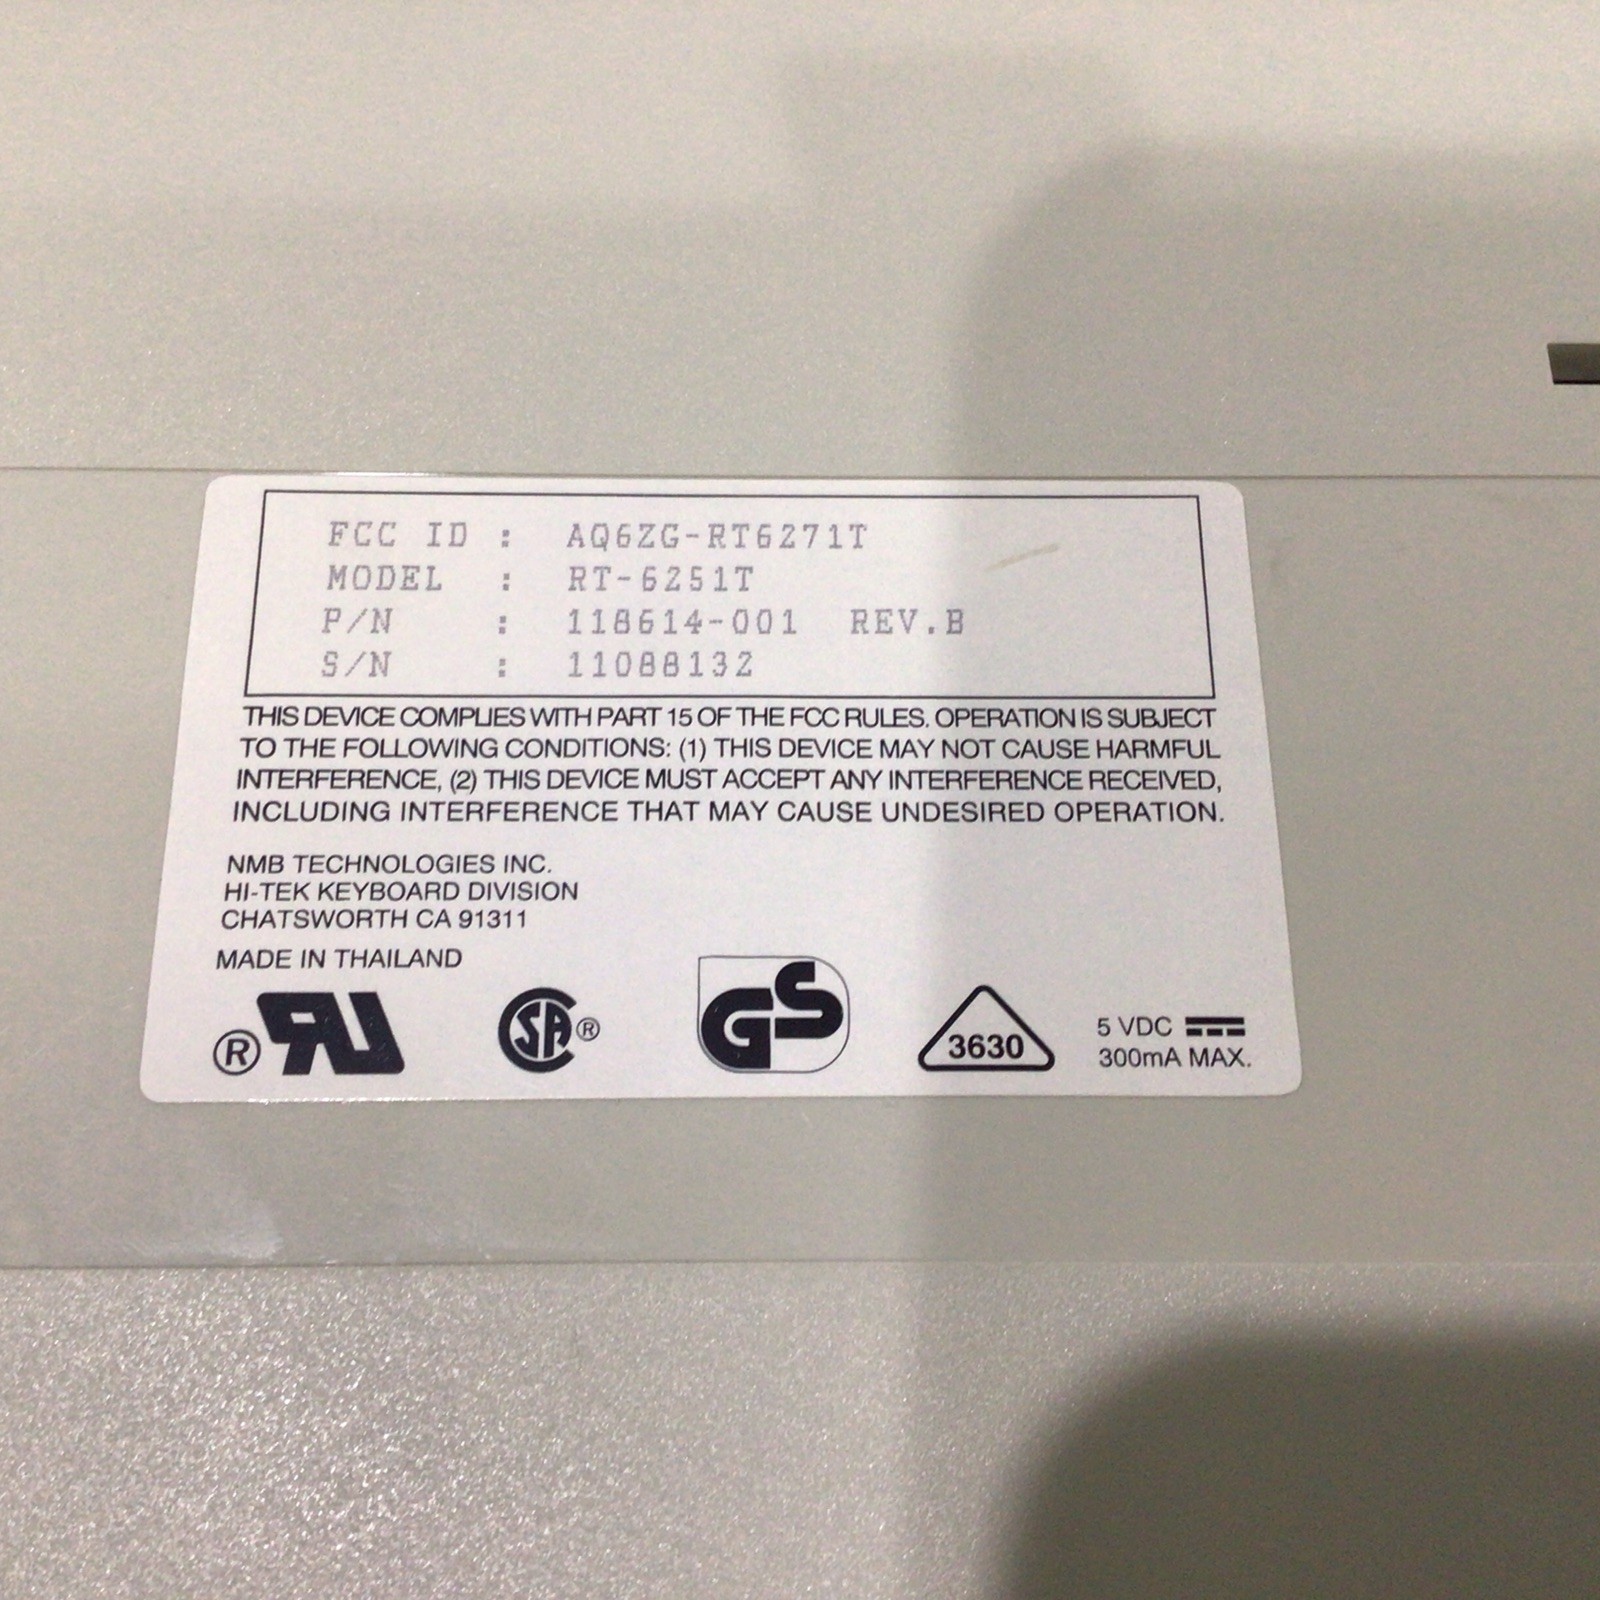 FCC ID : AQ6ZG-RT6271T
MODEL : RT-6251T
P/N : 118614-001 REV.B
S/N : 11088132
THIS DEVICE COMPLIES WITH PART 15 OF THE FCC RULES. OPERATION IS SUBJECT
TO THE FOLLOWING CONDITIONS: (1) THIS DEVICE MAY NOT CAUSE HARMFUL
INTERFERENCE, (2) THIS DEVICE MUST ACCEPT ANY INTERFERENCE RECEIVED,
INCLUDING INTERFERENCE THAT MAY CAUSE UNDESIRED OPERATION.
NMB TECHNOLOGIES INC.
HI-TEK KEYBOARD DIVISION
CHATSWORTH CA 91311
MADE IN THAILAND
® RU
SA ®
GS
3630
5 VDC
300mA MAX.